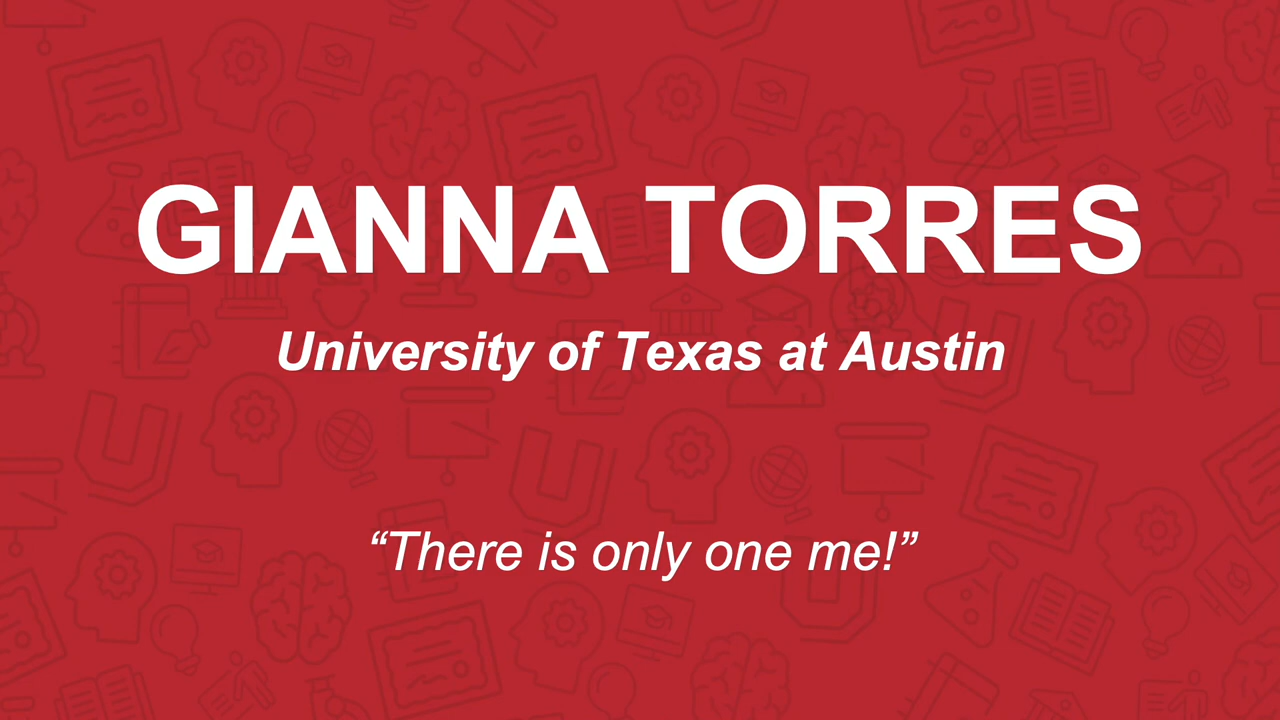 GIANNA TORRES
University of Texas at Austin
“There is only one me!”